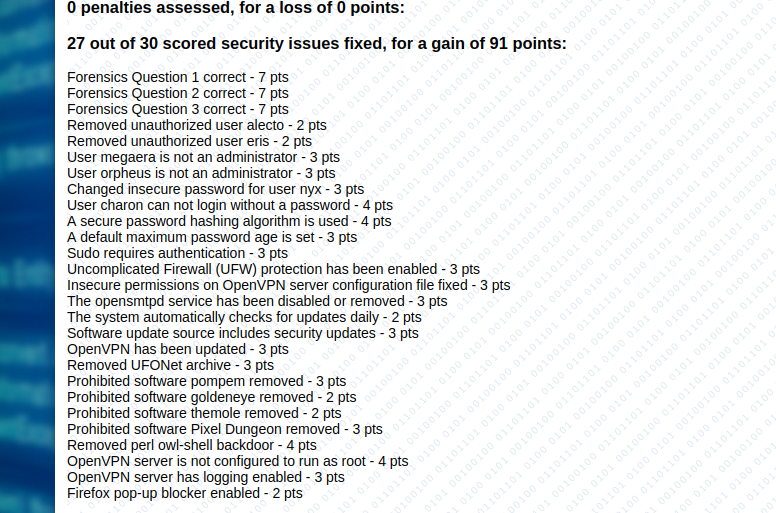 0 penalties assessed, for a loss of 0 points:
27 out of 30 scored security issues fixed, for a gain of 91 points:
Forensics Question 1 correct - 7 pts
Forensics Question 2 correct - 7 pts
Forensics Question 3 correct - 7 pts
Removed unauthorized user alecto - 2 pts
Removed unauthorized user eris - 2 pts
User megaera is not an administrator - 3 pts
User orpheus is not an administrator - 3 pts
Changed insecure password for user nyx - 3 pts
User charon can not login without a password - 4 pts
A secure password hashing algorithm is used - 4 pts
A default maximum password age is set - 3 pts
Sudo requires authentication - 3 pts
Uncomplicated Firewall (UFW) protection has been enabled - 3 pts
Insecure permissions on OpenVPN server configuration file fixed - 3 pts
The opensmtpd service has been disabled or removed - 3 pts
The system automatically checks for updates daily - 2 pts
Software update source includes security updates - 3 pts
OpenVPN has been updated - 3 pts
Removed UFONet archive - 3 pts
Prohibited software pompem removed - 3 pts
Prohibited software goldeneye removed - 2 pts
Prohibited software themole removed - 2 pts
Prohibited software Pixel Dungeon removed - 3 pts
Removed perl owl-shell backdoor - 4 pts
OpenVPN server is not configured to run as root - 4 pts
OpenVPN server has logging enabled - 3 pts
Firefox pop-up blocker enabled - 2 pts